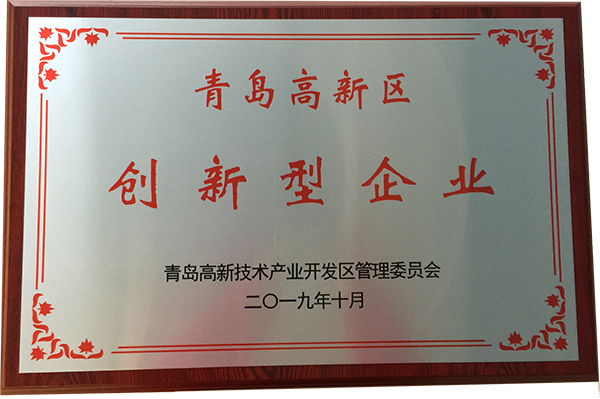 青岛高新区
创新型企业
青岛高新技术产业开发区管理委员会
二〇一九年十月